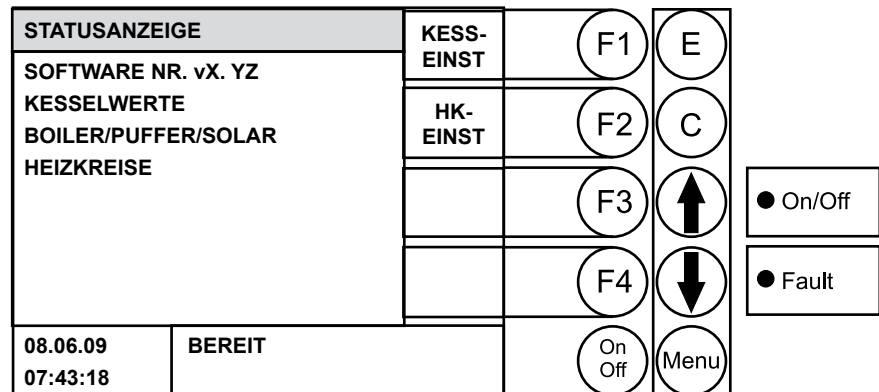 STATUSANZEIGE
SOFTWARE NR. vX. YZ
KESSELWERTE
BOILER/PUFFER/SOLAR
HEIZKREISE
KESS-
EINST
HK-
EINST
08.06.09
07:43:18
BEREIT
F1
E
F2
C
F3
F4
On
Off
Menu
On/Off
Fault